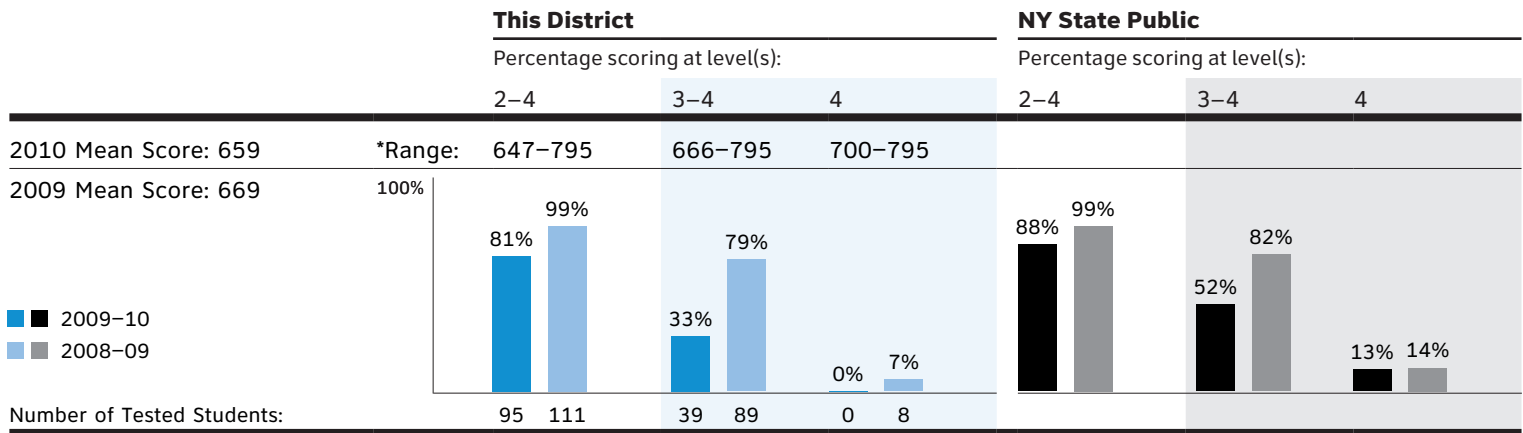 This District NY State Public
Percentage scoring at level(s): Percentage scoring at level(s):
2–4 3–4 4 2–4 3–4 4
2010 Mean Score: 659 *Range: 647–795 666–795 700–795
2009 Mean Score: 669 100%
81% 99% 33% 79% 0% 7% 88% 99% 52% 82% 13% 14%
2009–10
2008–09
Number of Tested Students: 95 111 39 89 0 8